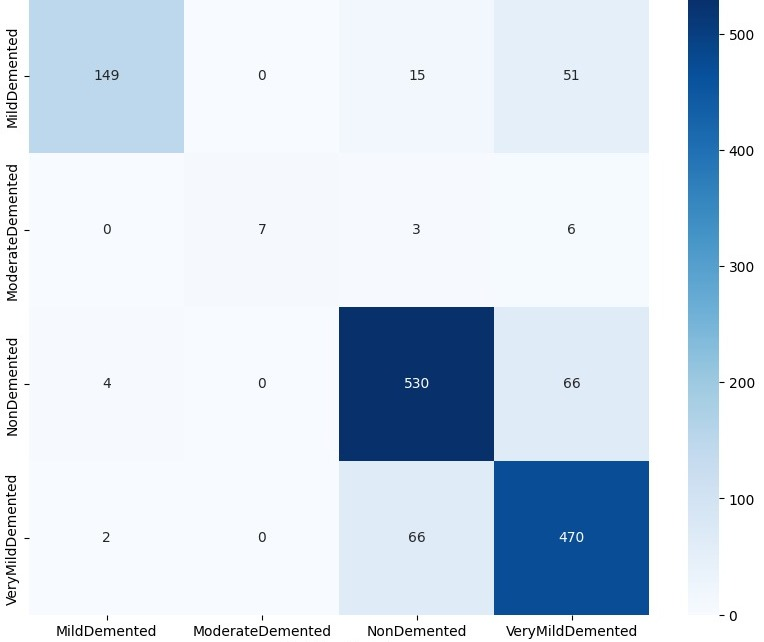 MildDemented 149 0 15 51
ModerateDemented 0 7 3 6
NonDemented 4 0 530 66
VeryMildDemented 2 0 66 470
MildDemented ModerateDemented NonDemented VeryMildDemented
500
400
300
200
100
0